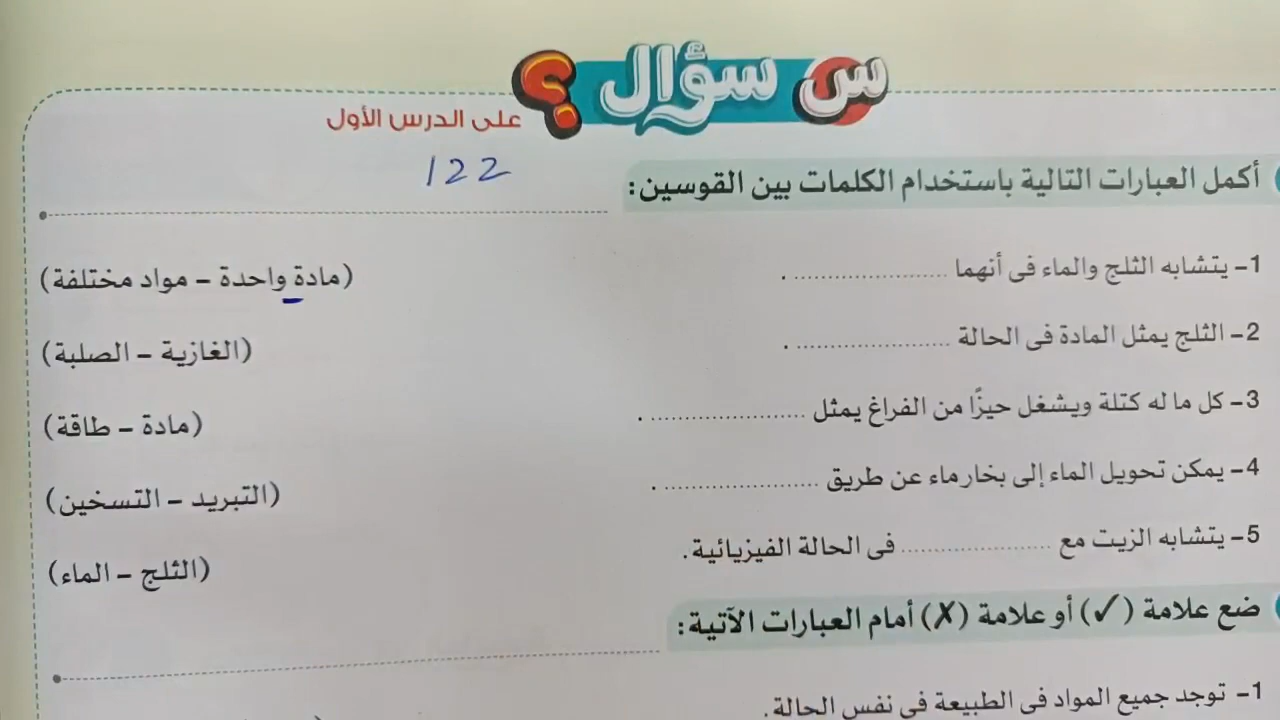 س سؤال ؟
على الدرس الأول
122
أكمل العبارات التالية باستخدام الكلمات بين القوسين:
1- يتشابه الثلج والماء فى أنهما .................... . (مادة واحدة - مواد مختلفة)
2- الثلج يمثل المادة فى الحالة .................... . (الغازية - الصلبة)
3- كل ما له كتلة ويشغل حيزًا من الفراغ يمثل .................... . (مادة - طاقة)
4- يمكن تحويل الماء إلى بخار ماء عن طريق .................... . (التبريد - التسخين)
5- يتشابه الزيت مع .................... فى الحالة الفيزيائية. (الثلج - الماء)
ضع علامة (✓) أو علامة (✗) أمام العبارات الآتية:
1- توجد جميع المواد فى الطبيعة فى نفس الحالة.